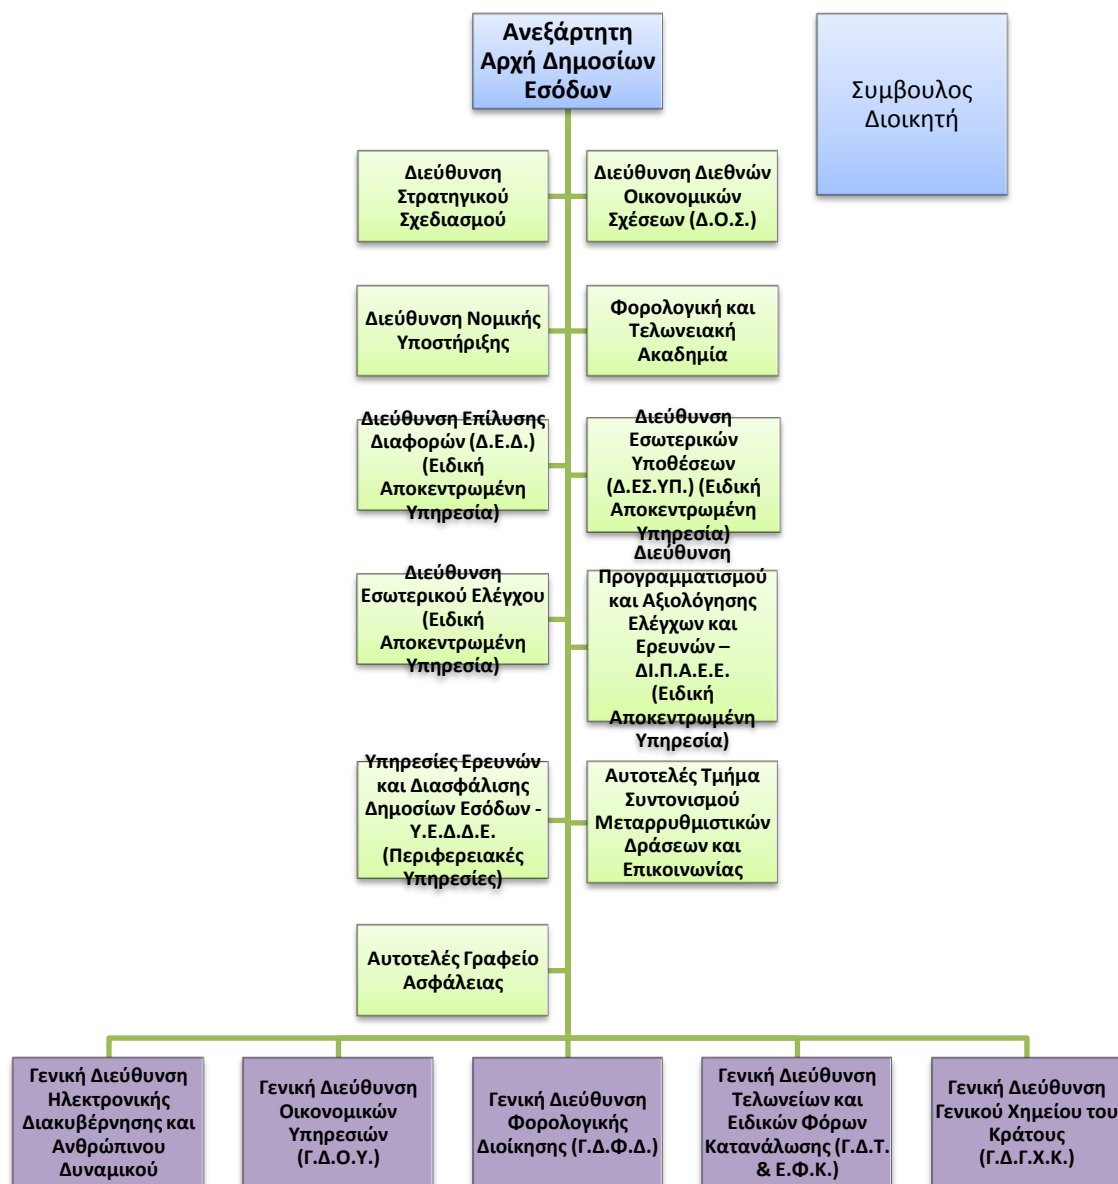 Ανεξάρτητη
Αρχή Δημοσίων
Εσόδων
Συμβουλος
Διοικητή
Διεύθυνση
Στρατηγικού
Σχεδιασμού
Διεύθυνση Διεθνών
Οικονομικών
Σχέσεων (Δ.Ο.Σ.)
Διεύθυνση Νομικής
Υποστήριξης
Φορολογική και
Τελωνειακή
Ακαδημία
Διεύθυνση Επίλυσης
Διαφορών (Δ.Ε.Δ.)
(Ειδική
Αποκεντρωμένη
Υπηρεσία)
Διεύθυνση
Εσωτερικών
Υποθέσεων
(Δ.ΕΣ.ΥΠ.) (Ειδική
Αποκεντρωμένη
Υπηρεσία)
Διεύθυνση
Εσωτερικού Ελέγχου
(Ειδική
Αποκεντρωμένη
Υπηρεσία)
Διεύθυνση
Προγραμματισμού
και Αξιολόγησης
Ελέγχων και
Ερευνών –
ΔΙ.Π.Α.Ε.Ε.
(Ειδική
Αποκεντρωμένη
Υπηρεσία)
Υπηρεσίες Ερευνών
και Διασφάλισης
Δημοσίων Εσόδων -
Υ.Ε.Δ.Δ.Ε.
(Περιφερειακές
Υπηρεσίες)
Αυτοτελές Τμήμα
Συντονισμού
Μεταρρυθμιστικών
Δράσεων και
Επικοινωνίας
Αυτοτελές Γραφείο
Ασφάλειας
Γενική Διεύθυνση
Ηλεκτρονικής
Διακυβέρνησης και
Ανθρώπινου
Δυναμικού
Γενική Διεύθυνση
Οικονομικών
Υπηρεσιών
(Γ.Δ.Ο.Υ.)
Γενική Διεύθυνση
Φορολογικής
Διοίκησης (Γ.Δ.Φ.Δ.)
Γενική Διεύθυνση
Τελωνείων και
Ειδικών Φόρων
Κατανάλωσης (Γ.Δ.Τ.
& Ε.Φ.Κ.)
Γενική Διεύθυνση
Γενικού Χημείου του
Κράτους
(Γ.Δ.Γ.Χ.Κ.)